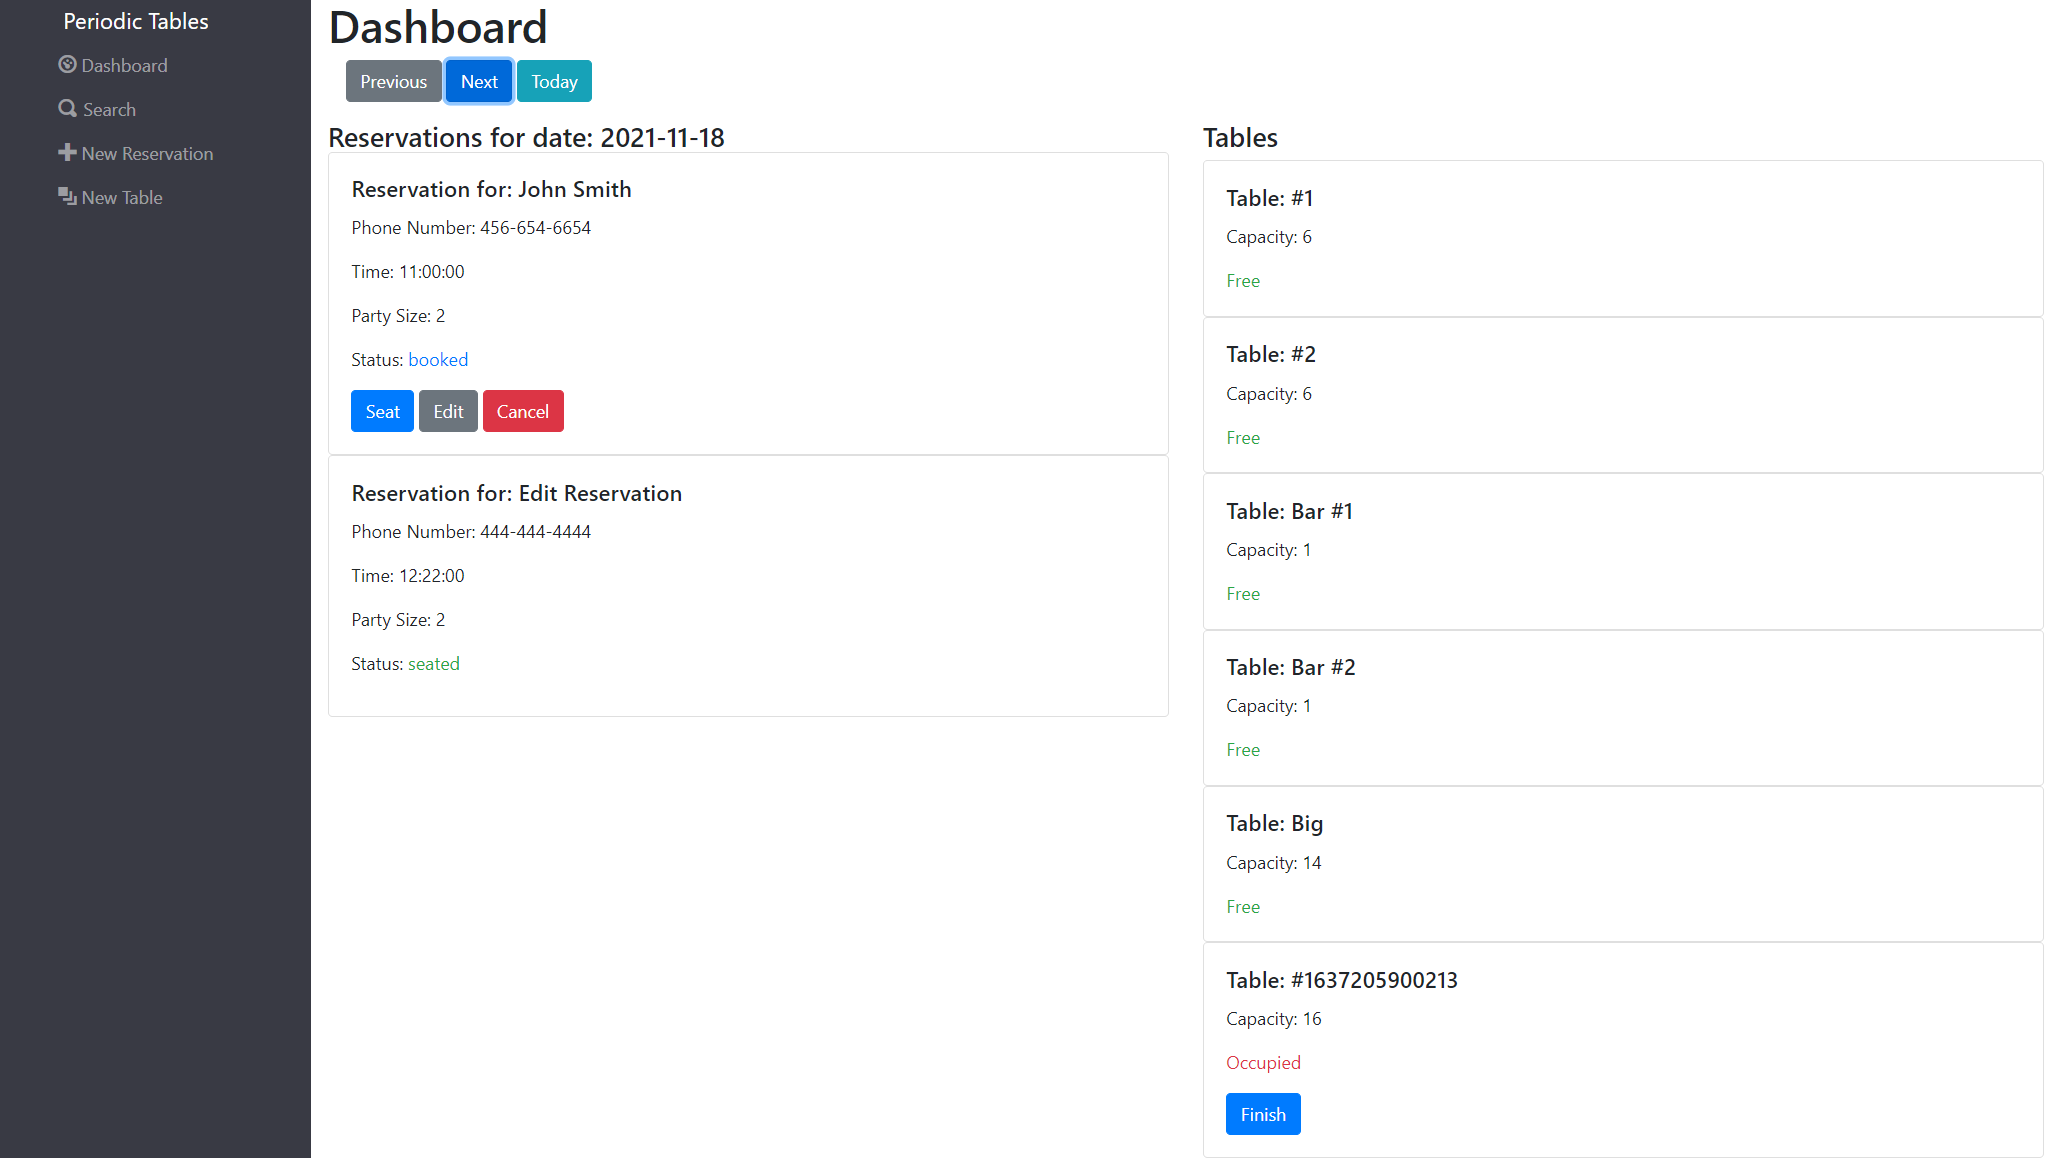 Periodic Tables
Dashboard
Search
New Reservation
New Table
Dashboard
Previous Next Today
Reservations for date: 2021-11-18
Reservation for: John Smith
Phone Number: 456-654-6654
Time: 11:00:00
Party Size: 2
Status: booked
Seat Edit Cancel
Reservation for: Edit Reservation
Phone Number: 444-444-4444
Time: 12:22:00
Party Size: 2
Status: seated
Tables
Table: #1
Capacity: 6
Free
Table: #2
Capacity: 6
Free
Table: Bar #1
Capacity: 1
Free
Table: Bar #2
Capacity: 1
Free
Table: Big
Capacity: 14
Free
Table: #1637205900213
Capacity: 16
Occupied
Finish